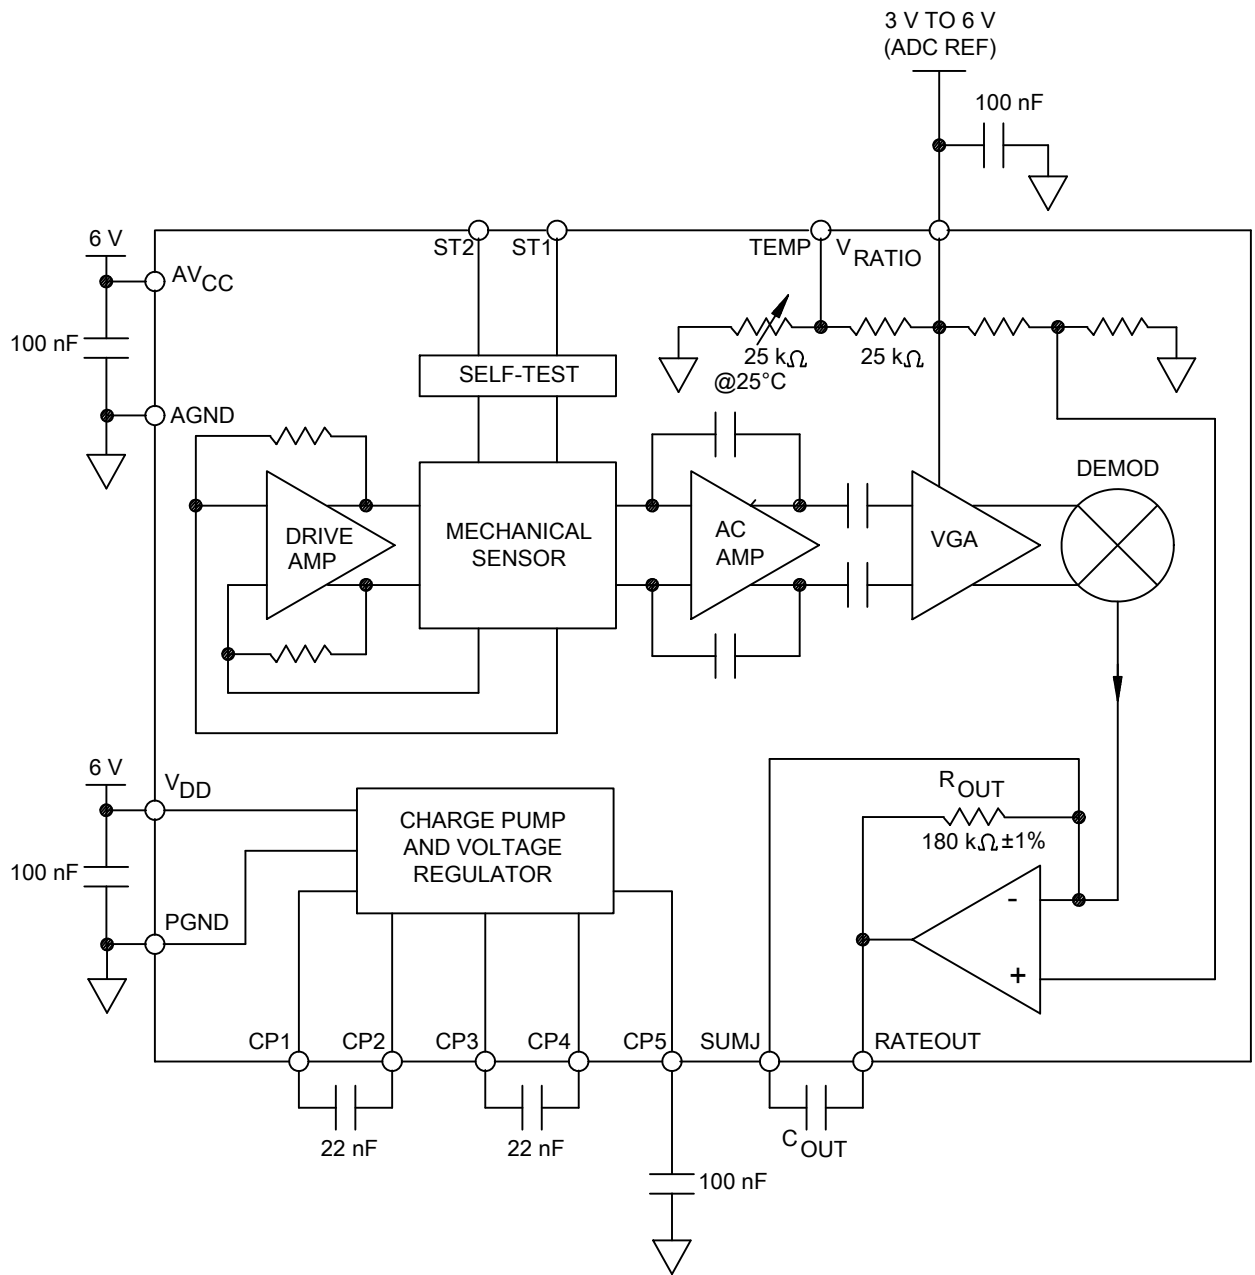 3 V TO 6 V
(ADC REF)
100 nF
6 V
AVCC
ST2
ST1
TEMP
VRATIO
100 nF
25 kΩ
@25°C
25 kΩ
SELF-TEST
AGND
DEMOD
DRIVE
AMP
MECHANICAL
SENSOR
AC
AMP
VGA
6 V
VDD
ROUT
180 kΩ ±1%
CHARGE PUMP
AND VOLTAGE
REGULATOR
100 nF
-
PGND
+
CP1
CP2
CP3
CP4
CP5
SUMJ
RATEOUT
22 nF
22 nF
COUT
100 nF